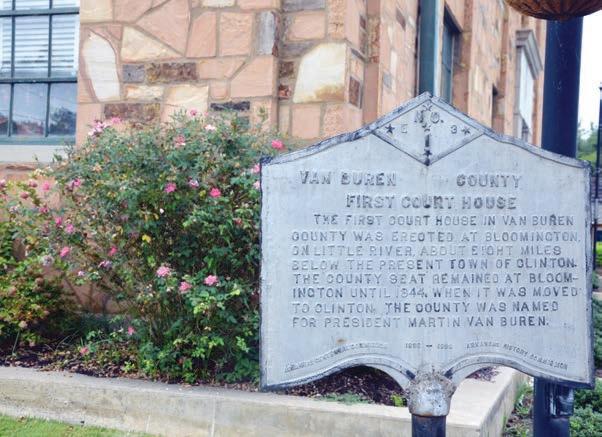 NO.
E 3
1
VAN BUREN COUNTY
FIRST COURT HOUSE
THE FIRST COURT HOUSE IN VAN BUREN
COUNTY WAS ERECTED AT BLOOMINGTON,
ON LITTLE RIVER, ABOUT EIGHT MILES
BELOW THE PRESENT TOWN OF CLINTON.
THE COUNTY SEAT REMAINED AT BLOOM-
INGTON UNTIL 1844, WHEN IT WAS MOVED
TO CLINTON. THE COUNTY WAS NAMED
FOR PRESIDENT MARTIN VAN BUREN.
CENTENNIAL COMMISSION ARKANSAS HISTORY COMMISSION